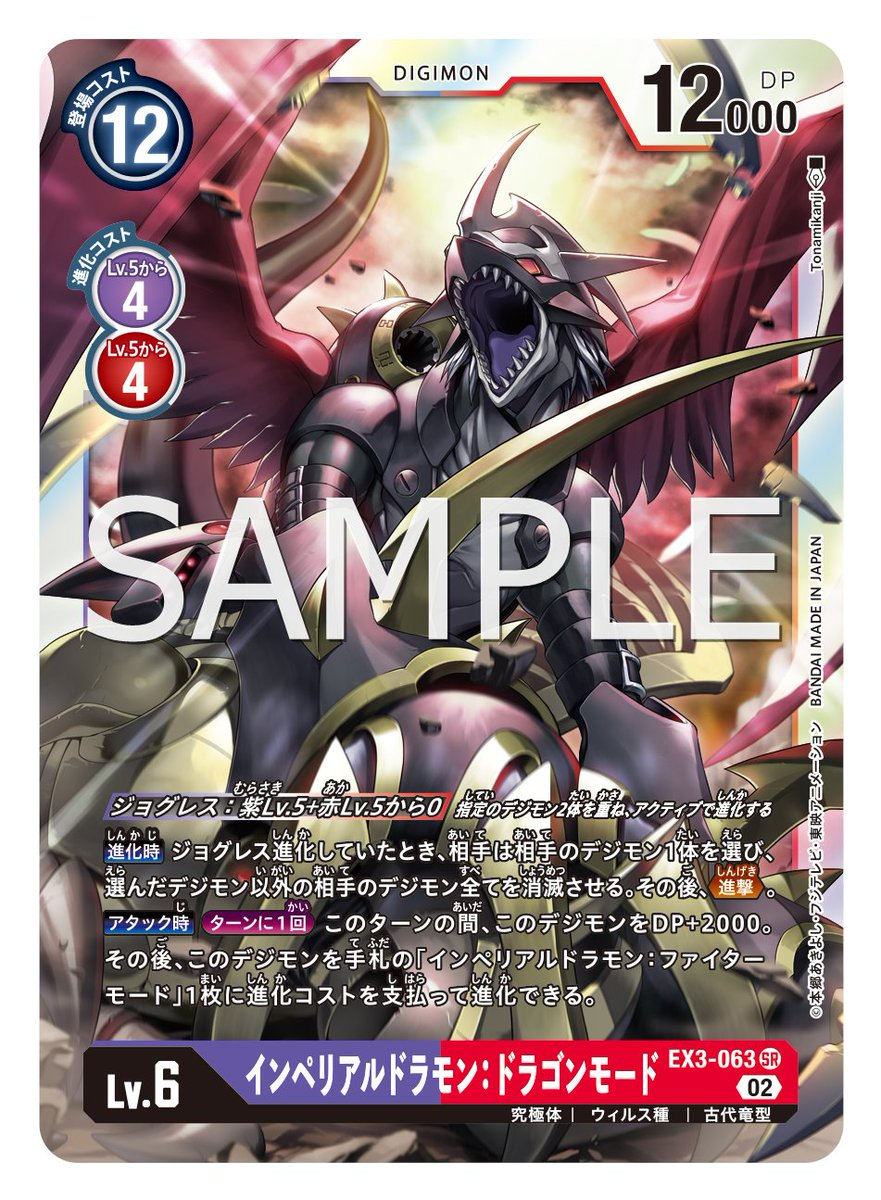 登場コスト
12
DIGIMON
12000
DP
進化コスト
Lv.5から
4
Lv.5から
4
Tonamikanji
SAMPLE
©本郷あきよし・フジテレビ・東映アニメーション BANDAI MADE IN JAPAN
ジョグレス：紫Lv.5+赤Lv.5から0 指定のデジモン2体を重ね、アクティブで進化する
進化時 ジョグレス進化していたとき、相手は相手のデジモン1体を選び、
選んだデジモン以外の相手のデジモン全てを消滅させる。その後、進撃。
アタック時 ターンに1回 このターンの間、このデジモンをDP+2000。
その後、このデジモンを手札の「インペリアルドラモン：ファイター
モード」1枚に進化コストを支払って進化できる。
Lv.6
インペリアルドラモン：ドラゴンモード
EX3-063 SR
02
究極体 | ウィルス種 | 古代竜型